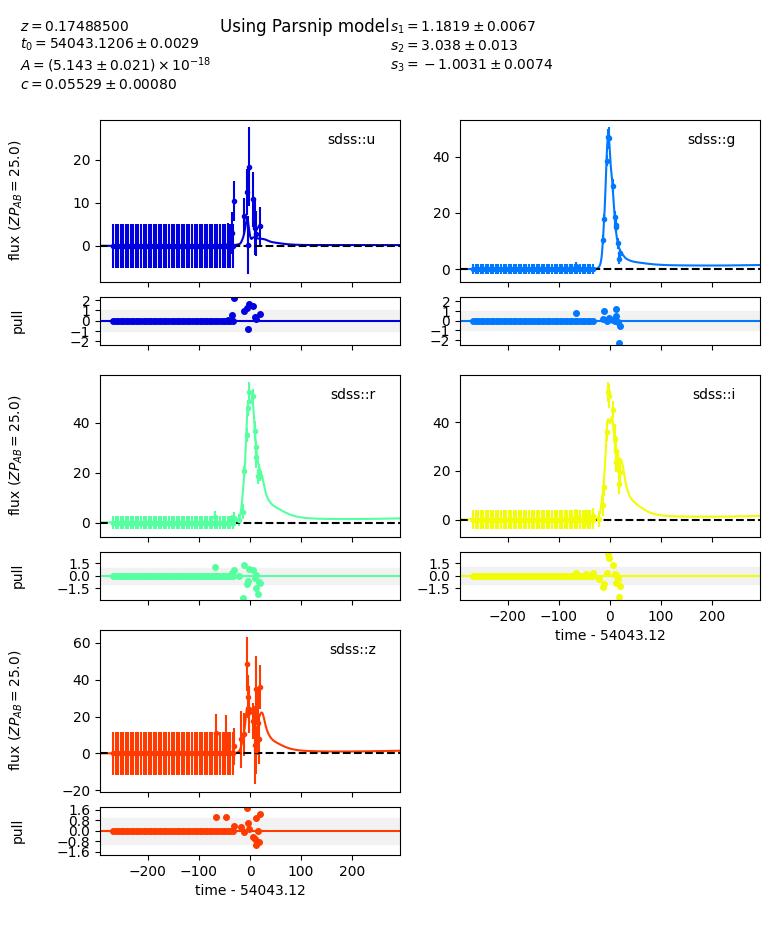 Using Parsnip model
z = 0.17488500
t₀ = 54043.1206 ± 0.0029
A = (5.143 ± 0.021) × 10⁻¹⁸
c = 0.05529 ± 0.00080
s₁ = 1.1819 ± 0.0067
s₂ = 3.038 ± 0.013
s₃ = −1.0031 ± 0.0074
flux (ZP_AB = 25.0)
20
10
0
sdss::u
40
20
0
sdss::g
pull
2
1
0
−1
−2
2
1
0
−1
−2
flux (ZP_AB = 25.0)
40
20
0
sdss::r
40
20
0
sdss::i
pull
1.5
0.0
−1.5
1.5
0.0
−1.5
−200 −100 0 100 200
time - 54043.12
flux (ZP_AB = 25.0)
60
40
20
0
−20
sdss::z
pull
1.6
0.8
0.0
−0.8
−1.6
−200 −100 0 100 200
time - 54043.12